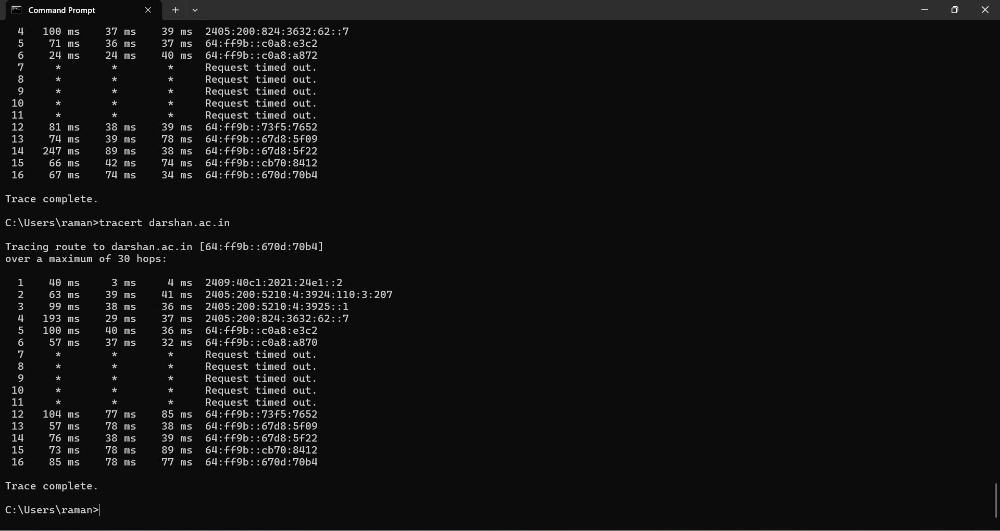 Command Prompt
4 100 ms 37 ms 39 ms 2405:200:824:3632:62::7
5 71 ms 36 ms 37 ms 64:ff9b::c0a8:e3c2
6 24 ms 24 ms 40 ms 64:ff9b::c0a8:a872
7 * * * Request timed out.
8 * * * Request timed out.
9 * * * Request timed out.
10 * * * Request timed out.
11 * * * Request timed out.
12 81 ms 38 ms 39 ms 64:ff9b::73f5:7652
13 74 ms 39 ms 78 ms 64:ff9b::67d8:5f09
14 247 ms 89 ms 38 ms 64:ff9b::67d8:5f22
15 66 ms 42 ms 74 ms 64:ff9b::cb70:8412
16 67 ms 74 ms 34 ms 64:ff9b::670d:70b4
Trace complete.
C:\Users\raman>tracert darshan.ac.in
Tracing route to darshan.ac.in [64:ff9b::670d:70b4]
over a maximum of 30 hops:
1 40 ms 3 ms 4 ms 2409:40c1:2021:24e1::2
2 63 ms 39 ms 41 ms 2405:200:5210:4:3924:110:3:207
3 99 ms 38 ms 36 ms 2405:200:5210:4:3925::1
4 193 ms 29 ms 37 ms 2405:200:824:3632:62::7
5 100 ms 40 ms 36 ms 64:ff9b::c0a8:e3c2
6 57 ms 37 ms 32 ms 64:ff9b::c0a8:a870
7 * * * Request timed out.
8 * * * Request timed out.
9 * * * Request timed out.
10 * * * Request timed out.
11 * * * Request timed out.
12 104 ms 77 ms 85 ms 64:ff9b::73f5:7652
13 57 ms 78 ms 38 ms 64:ff9b::67d8:5f09
14 76 ms 38 ms 39 ms 64:ff9b::67d8:5f22
15 73 ms 78 ms 89 ms 64:ff9b::cb70:8412
16 85 ms 78 ms 77 ms 64:ff9b::670d:70b4
Trace complete.
C:\Users\raman>